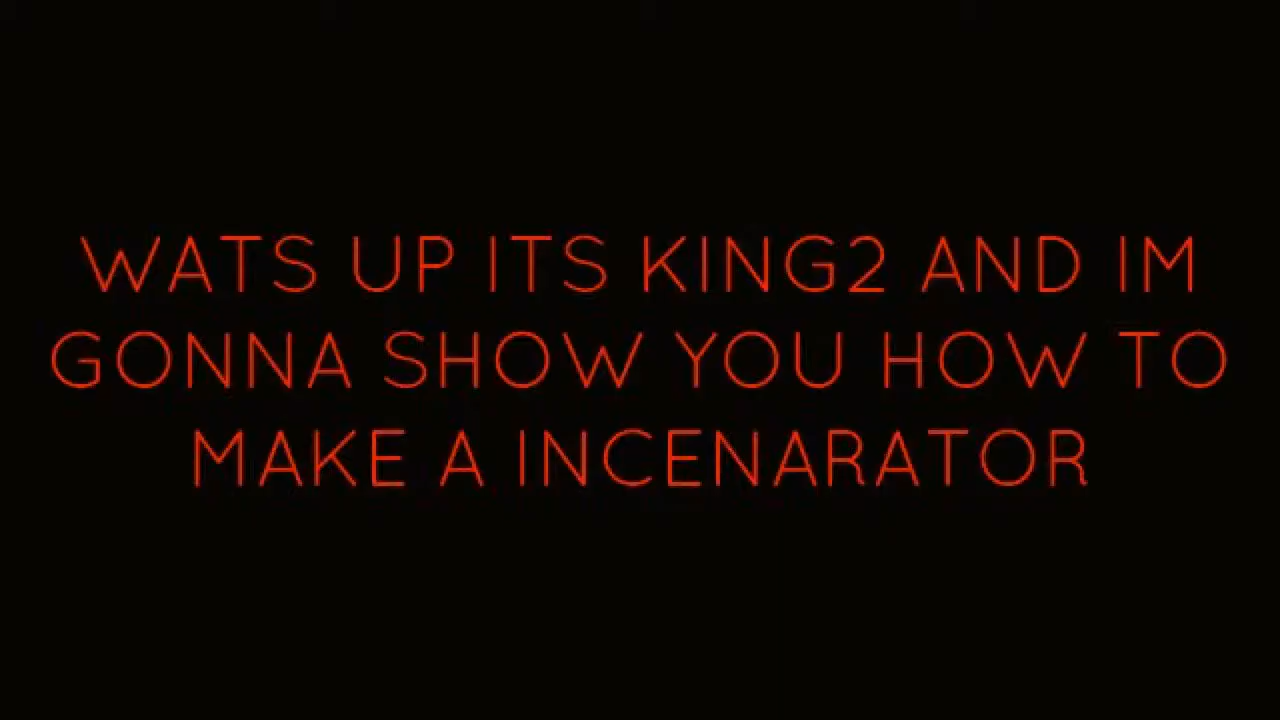 WATS UP ITS KING2 AND IM
GONNA SHOW YOU HOW TO
MAKE A INCENARATOR